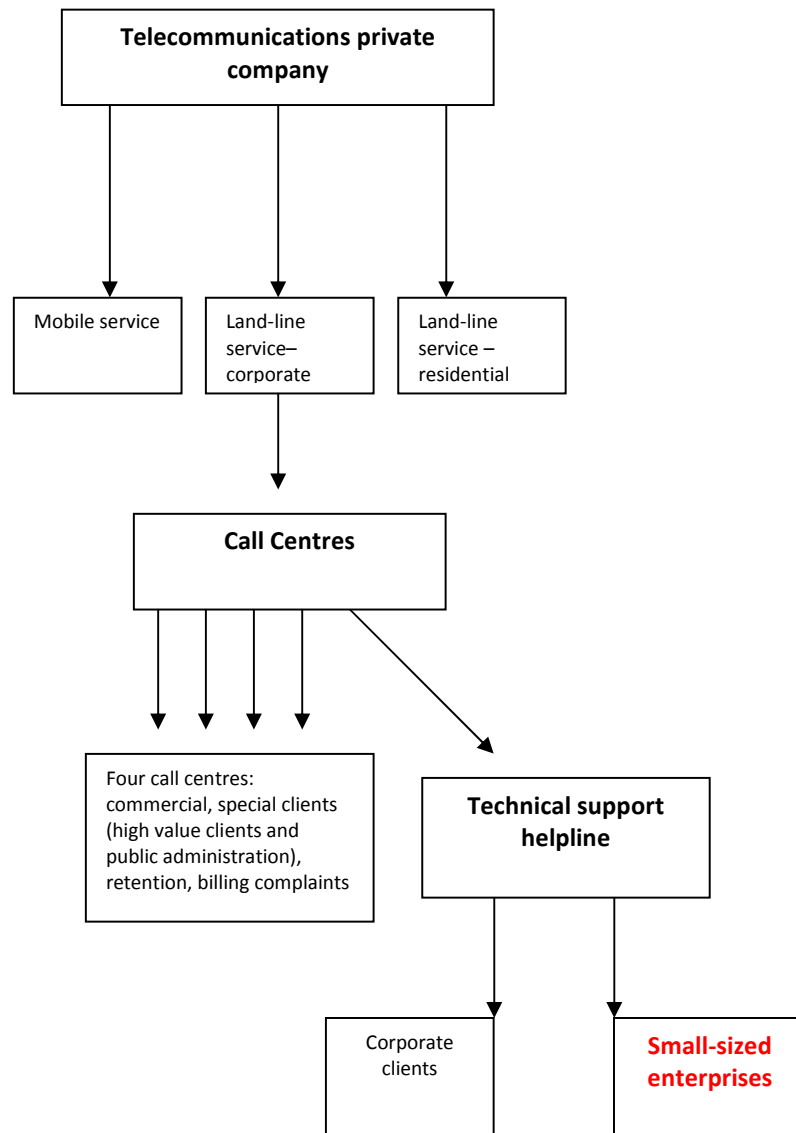 Telecommunications private
company
Mobile service
Land-line
service–
corporate
Land-line
service –
residential
Call Centres
Four call centres:
commercial, special clients
(high value clients and
public administration),
retention, billing complaints
Technical support
helpline
Corporate
clients
Small-sized
enterprises